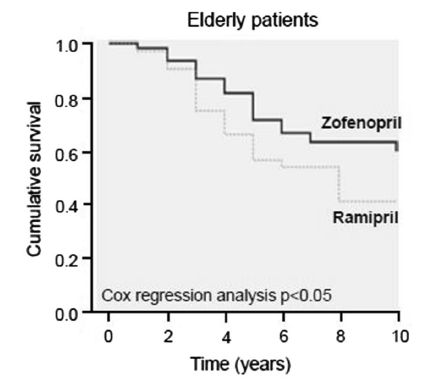 Elderly patients
Cumulative survival
1.0
0.8
0.6
0.4
0.2
0.0
Zofenopril
Ramipril
Cox regression analysis p<0.05
0 2 4 6 8 10
Time (years)